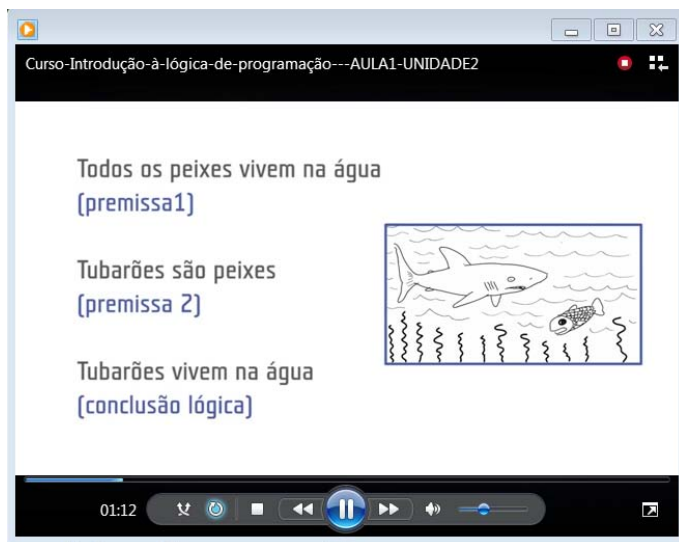 Curso-Introdução-à-lógica-de-programação---AULA1-UNIDADE2
Todos os peixes vivem na água
(premissa1)
Tubarões são peixes
(premissa 2)
Tubarões vivem na água
(conclusão lógica)
01:12